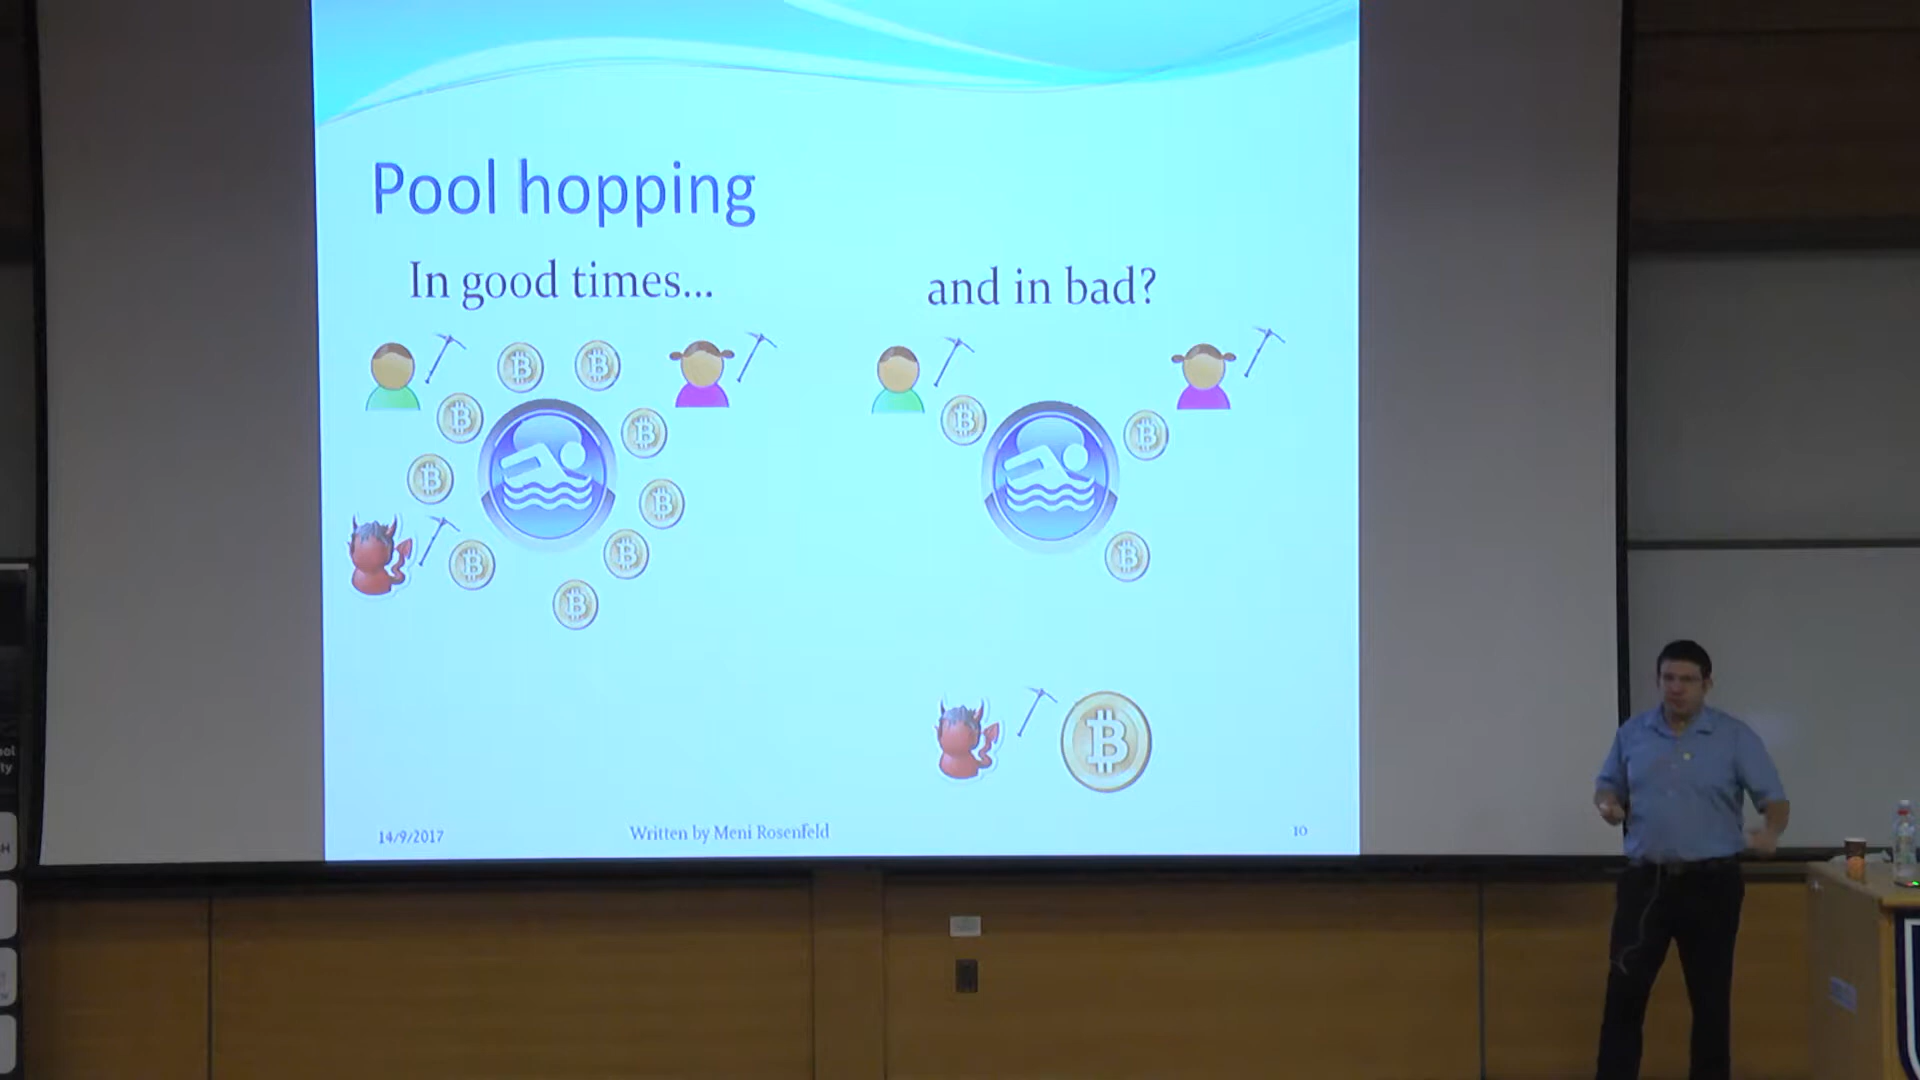 Pool hopping
In good times...
and in bad?
14/9/2017
Written by Meni Rosenfeld
10